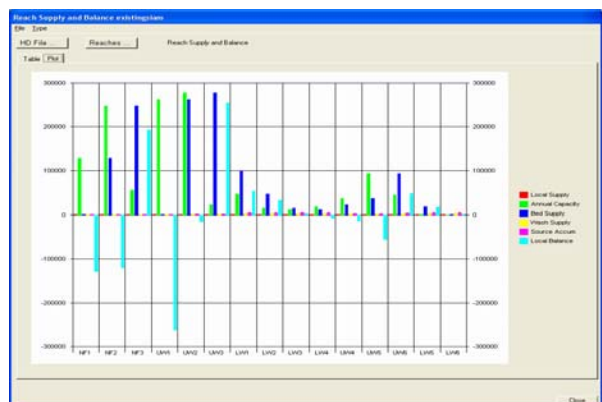 Reach Supply and Balance existingsiam
File Type
HD File ... Reaches ... Reach Supply and Balance
Table Plot
300000 300000
200000 200000
100000 100000
0 0
-100000 -100000
-200000 -200000
-300000 -300000
NF1 NF2 NF3 UW1 UW2 UW3 LW1 LW2 LW3 LW4 UW4 UW5 UW6 LW5 LW6
Local Supply
Annual Capacity
Bed Supply
Wash Supply
Source Accum
Local Balance
Close